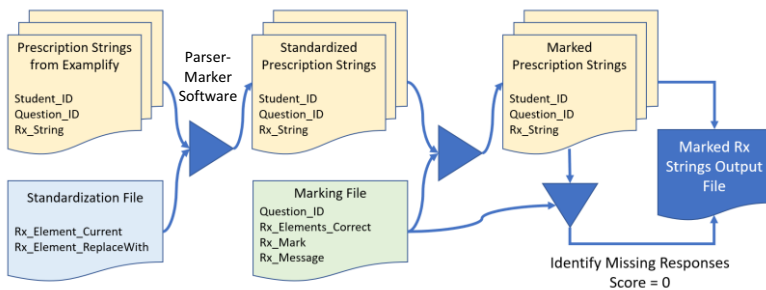 Prescription Strings
from Examplify
Student_ID
Question_ID
Rx_String
Parser-
Marker
Software
Standardized
Prescription Strings
Student_ID
Question_ID
Rx_String
Marked
Prescription Strings
Student_ID
Question_ID
Rx_String
Marked Rx
Strings Output
File
Standardization File
Rx_Element_Current
Rx_Element_ReplaceWith
Marking File
Question_ID
Rx_Elements_Correct
Rx_Mark
Rx_Message
Identify Missing Responses
Score = 0